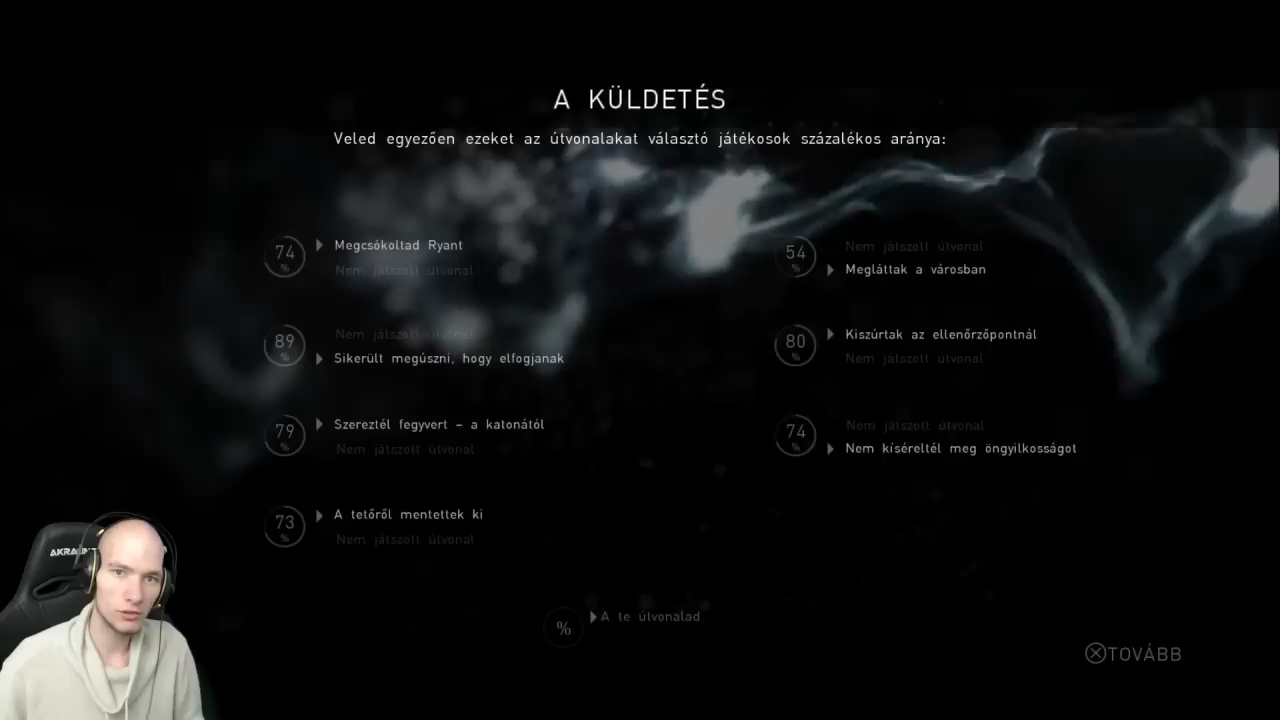 A KÜLDETÉS
Veled egyezően ezeket az útvonalakat választó játékosok százalékos aránya:
74 %
Megcsókoltad Ryant
Nem játszott útvonal
54 %
Nem játszott útvonal
Megláttak a városban
89 %
Nem játszott útvonal
Sikerült megúszni, hogy elfogjanak
80 %
Kiszúrtak az ellenőrzőpontnál
Nem játszott útvonal
79 %
Szereztél fegyvert – a katonától
Nem játszott útvonal
74 %
Nem játszott útvonal
Nem kíséreltél meg öngyilkosságot
73 %
A tetőről mentettek ki
Nem játszott útvonal
%
A te útvonalad
TOVÁBB